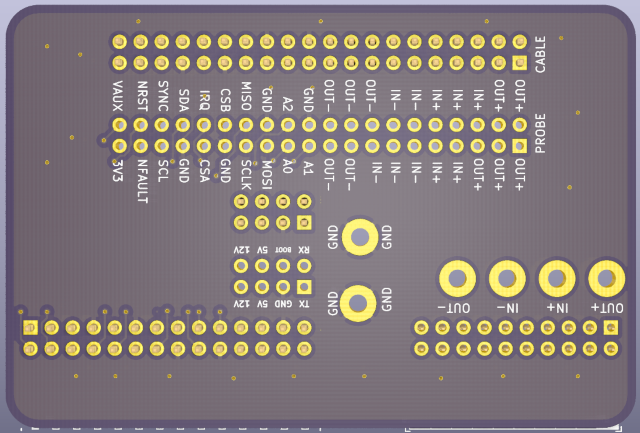 CABLE
VAUX NRST SYNC SDA IRQ CSB MISO GND A2 GND OUT- OUT- OUT- IN- IN- IN+ IN+ IN+ OUT+ OUT+
PROBE
3V3 NFAULT SCL GND CSA GND SCLK MOSI A0 A1 OUT- OUT- IN- IN- IN- IN+ IN+ OUT+ OUT+ OUT+
GND GND
RX BOOT 5V 12V
TX GND 5V 12V
GND GND
OUT+ IN+ IN- OUT-